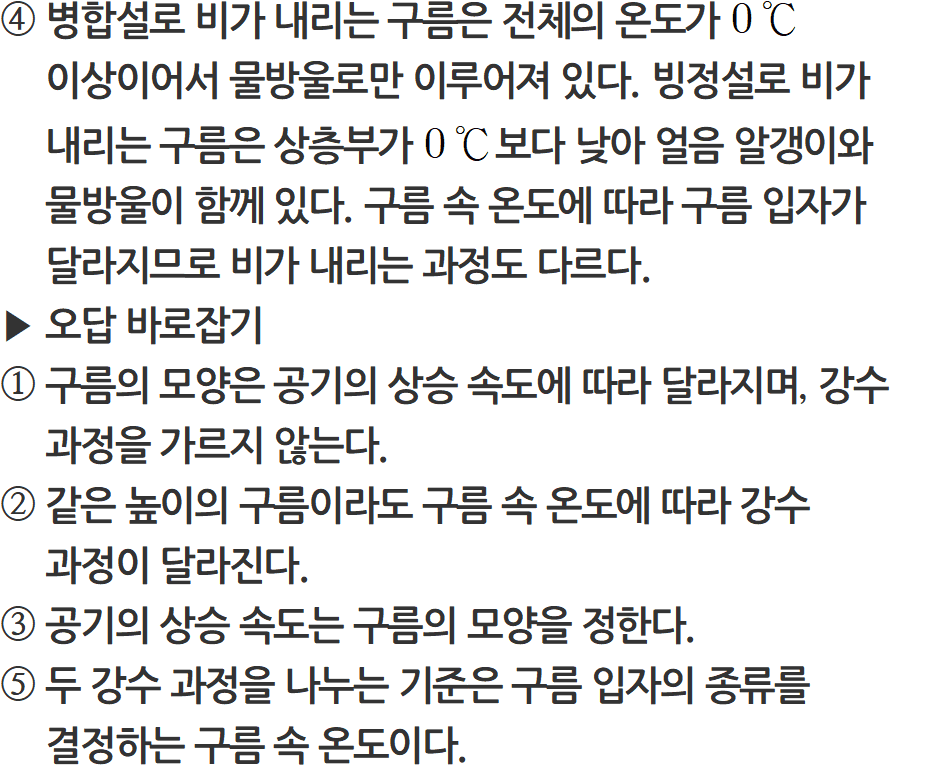 ④ 병합설로 비가 내리는 구름은 전체의 온도가 0 ℃
이상이어서 물방울로만 이루어져 있다. 빙정설로 비가
내리는 구름은 상층부가 0 ℃보다 낮아 얼음 알갱이와
물방울이 함께 있다. 구름 속 온도에 따라 구름 입자가
달라지므로 비가 내리는 과정도 다르다.
▶ 오답 바로잡기
① 구름의 모양은 공기의 상승 속도에 따라 달라지며, 강수
과정을 가르지 않는다.
② 같은 높이의 구름이라도 구름 속 온도에 따라 강수
과정이 달라진다.
③ 공기의 상승 속도는 구름의 모양을 정한다.
⑤ 두 강수 과정을 나누는 기준은 구름 입자의 종류를
결정하는 구름 속 온도이다.